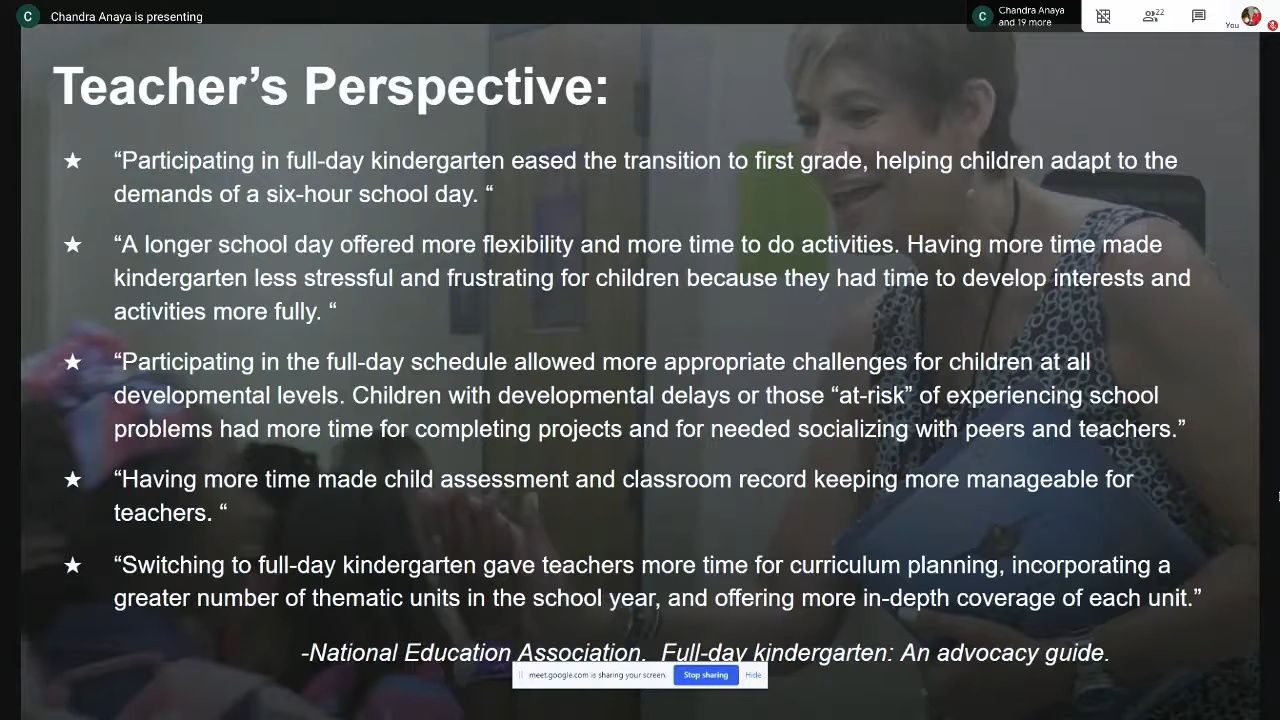 C Chandra Anaya is presenting
C Chandra Anaya
and 19 more
22
You
Teacher’s Perspective:
★ “Participating in full-day kindergarten eased the transition to first grade, helping children adapt to the
demands of a six-hour school day. “
★ “A longer school day offered more flexibility and more time to do activities. Having more time made
kindergarten less stressful and frustrating for children because they had time to develop interests and
activities more fully. “
★ “Participating in the full-day schedule allowed more appropriate challenges for children at all
developmental levels. Children with developmental delays or those “at-risk” of experiencing school
problems had more time for completing projects and for needed socializing with peers and teachers.”
★ “Having more time made child assessment and classroom record keeping more manageable for
teachers. “
★ “Switching to full-day kindergarten gave teachers more time for curriculum planning, incorporating a
greater number of thematic units in the school year, and offering more in-depth coverage of each unit.”
-National Education Association. Full-day kindergarten: An advocacy guide.
meet.google.com is sharing your screen. Stop sharing Hide